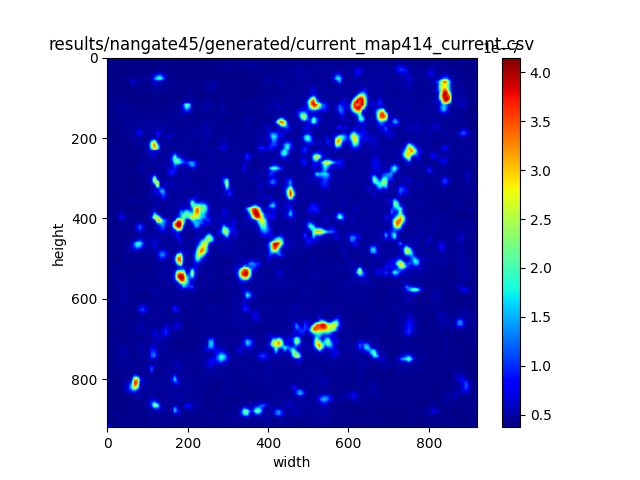 results/nangate45/generated/current_map414_current.csv
1e−7
0
200
400
600
800
height
0 200 400 600 800
width
4.0
3.5
3.0
2.5
2.0
1.5
1.0
0.5